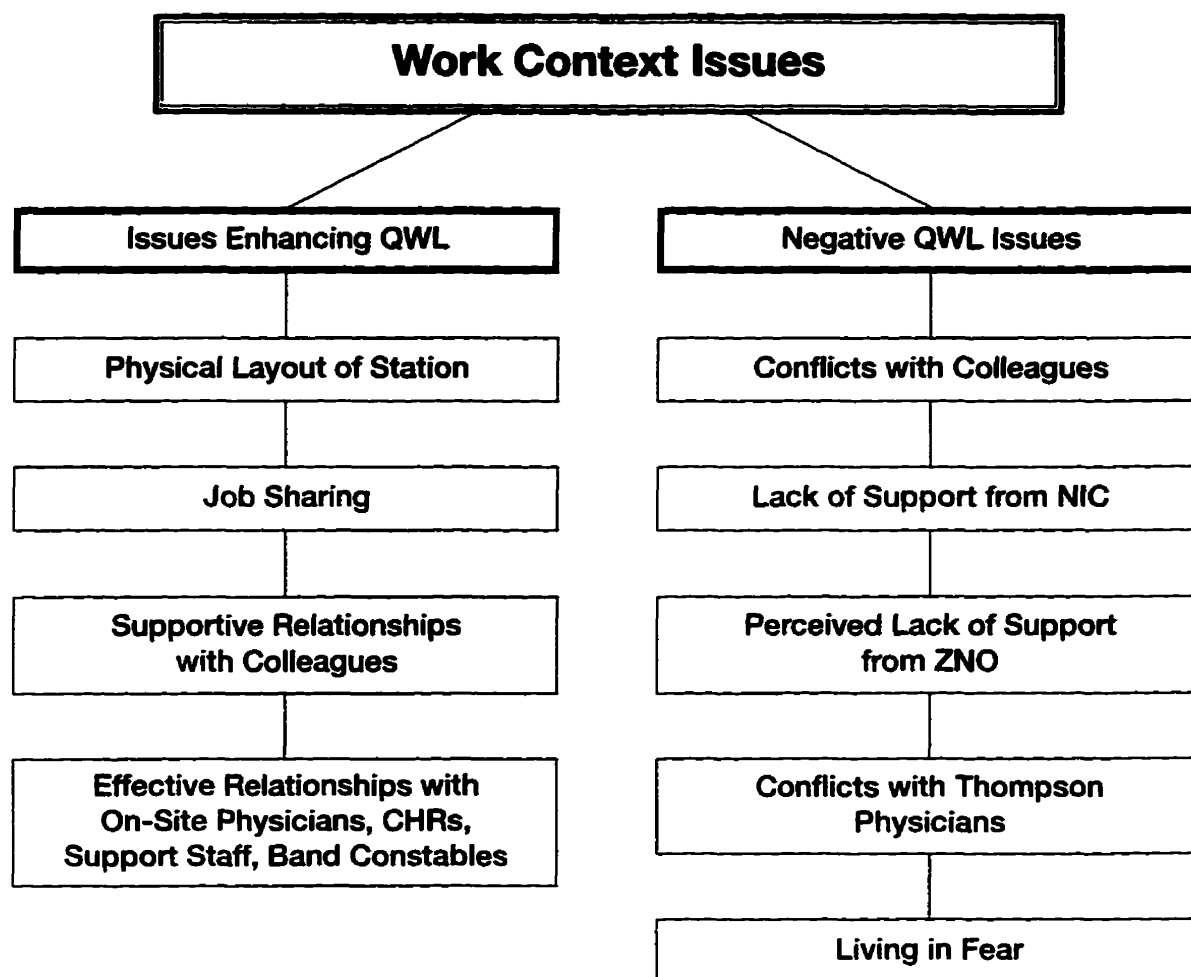 Work Context Issues
Issues Enhancing QWL
Physical Layout of Station
Job Sharing
Supportive Relationships
with Colleagues
Effective Relationships with
On-Site Physicians, CHRs,
Support Staff, Band Constables
Negative QWL Issues
Conflicts with Colleagues
Lack of Support from NIC
Perceived Lack of Support
from ZNO
Conflicts with Thompson
Physicians
Living in Fear